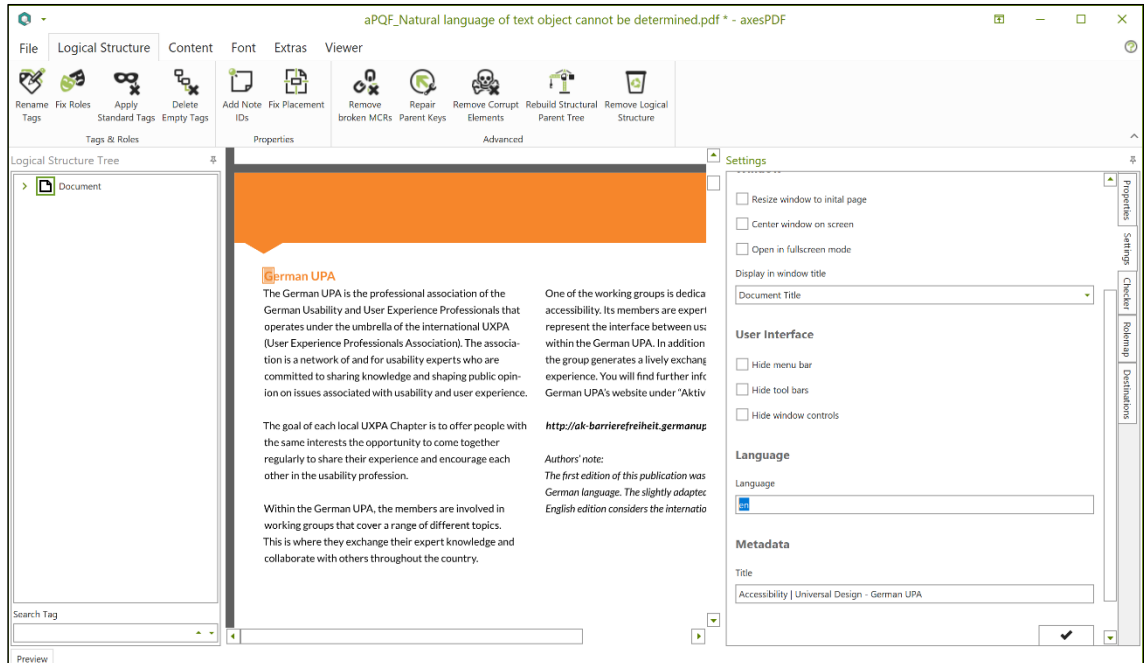 aPQF_Natural language of text object cannot be determined.pdf * - axesPDF
File Logical Structure Content Font Extras Viewer
Rename Tags
Fix Roles
Apply Standard Tags
Delete Empty Tags
Add Note IDs
Fix Placement
Remove broken MCRs
Repair Parent Keys
Remove Corrupt Elements
Rebuild Structural Parent Tree
Remove Logical Structure
Tags & Roles
Properties
Advanced
Logical Structure Tree
Document
Search Tag
Preview
German UPA
The German UPA is the professional association of the
German Usability and User Experience Professionals that
operates under the umbrella of the international UXPA
(User Experience Professionals Association). The associa-
tion is a network of and for usability experts who are
committed to sharing knowledge and shaping public opin-
ion on issues associated with usability and user experience.
The goal of each local UXPA Chapter is to offer people with
the same interests the opportunity to come together
regularly to share their experience and encourage each
other in the usability profession.
Within the German UPA, the members are involved in
working groups that cover a range of different topics.
This is where they exchange their expert knowledge and
collaborate with others throughout the country.
One of the working groups is dedica
accessibility. Its members are expert
represent the interface between usa
within the German UPA. In addition
the group generates a lively exchang
experience. You will find further info
German UPA's website under "Aktiv
http://ak-barrierefreiheit.germanup
Authors' note:
The first edition of this publication was
German language. The slightly adapted
English edition considers the internatio
Settings
Resize window to inital page
Center window on screen
Open in fullscreen mode
Display in window title
Document Title
User Interface
Hide menu bar
Hide tool bars
Hide window controls
Language
Language
en
Metadata
Title
Accessibility | Universal Design - German UPA
Properties
Settings
Checker
Rolemap
Destinations